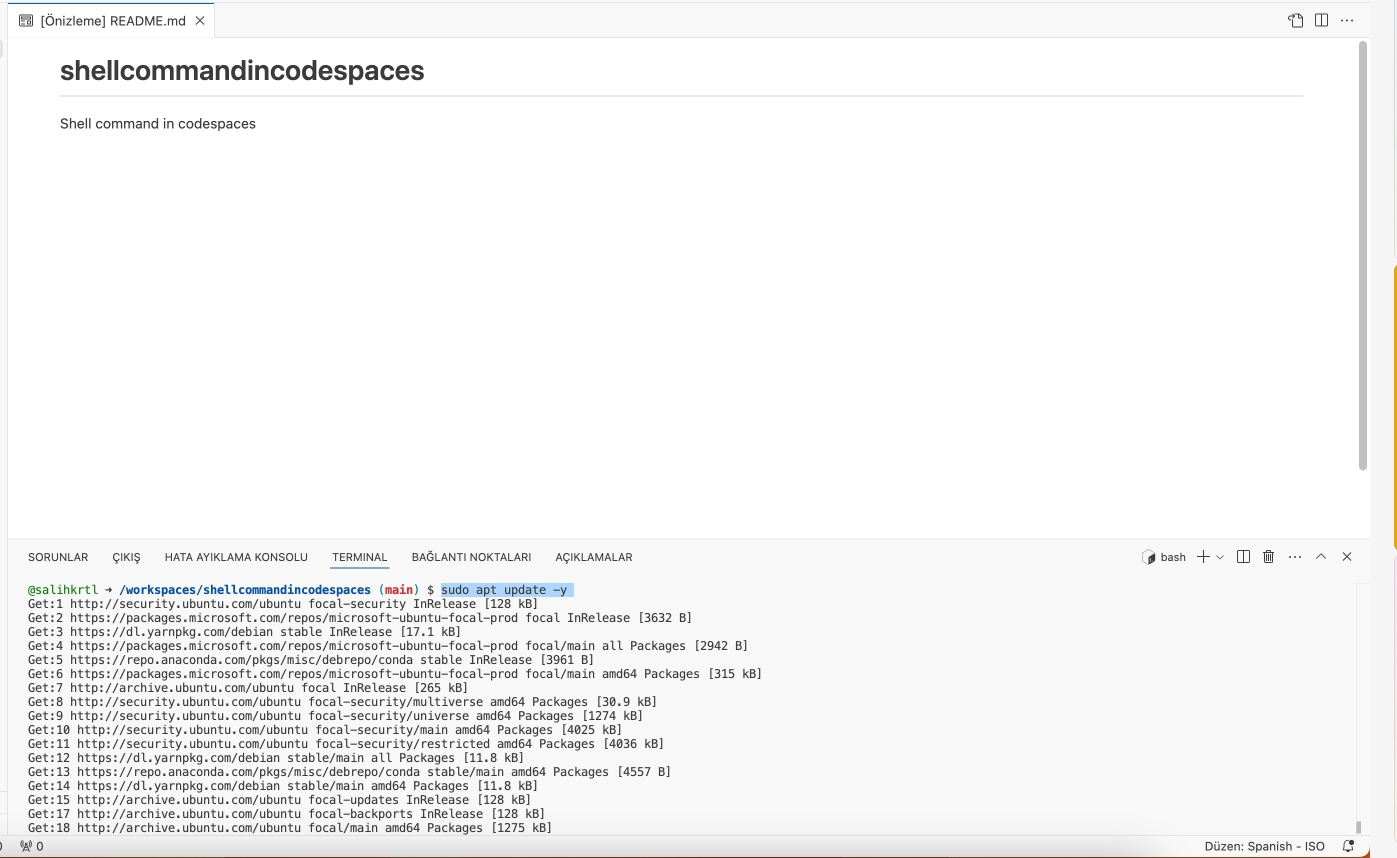 [Önizleme] README.md
shellcommandincodespaces
Shell command in codespaces
SORUNLAR ÇIKIŞ HATA AYIKLAMA KONSOLU TERMINAL BAĞLANTI NOKTALARI AÇIKLAMALAR bash
@salihkrtl → /workspaces/shellcommandincodespaces (main) $ sudo apt update -y
Get:1 http://security.ubuntu.com/ubuntu focal-security InRelease [128 kB]
Get:2 https://packages.microsoft.com/repos/microsoft-ubuntu-focal-prod focal InRelease [3632 B]
Get:3 https://dl.yarnpkg.com/debian stable InRelease [17.1 kB]
Get:4 https://packages.microsoft.com/repos/microsoft-ubuntu-focal-prod focal/main all Packages [2942 B]
Get:5 https://repo.anaconda.com/pkgs/misc/debrepo/conda stable InRelease [3961 B]
Get:6 https://packages.microsoft.com/repos/microsoft-ubuntu-focal-prod focal/main amd64 Packages [315 kB]
Get:7 http://archive.ubuntu.com/ubuntu focal InRelease [265 kB]
Get:8 http://security.ubuntu.com/ubuntu focal-security/multiverse amd64 Packages [30.9 kB]
Get:9 http://security.ubuntu.com/ubuntu focal-security/universe amd64 Packages [1274 kB]
Get:10 http://security.ubuntu.com/ubuntu focal-security/main amd64 Packages [4025 kB]
Get:11 http://security.ubuntu.com/ubuntu focal-security/restricted amd64 Packages [4036 kB]
Get:12 https://dl.yarnpkg.com/debian stable/main all Packages [11.8 kB]
Get:13 https://repo.anaconda.com/pkgs/misc/debrepo/conda stable/main amd64 Packages [4557 B]
Get:14 https://dl.yarnpkg.com/debian stable/main amd64 Packages [11.8 kB]
Get:15 http://archive.ubuntu.com/ubuntu focal-updates InRelease [128 kB]
Get:17 http://archive.ubuntu.com/ubuntu focal-backports InRelease [128 kB]
Get:18 http://archive.ubuntu.com/ubuntu focal/main amd64 Packages [1275 kB]
0 Düzen: Spanish - ISO